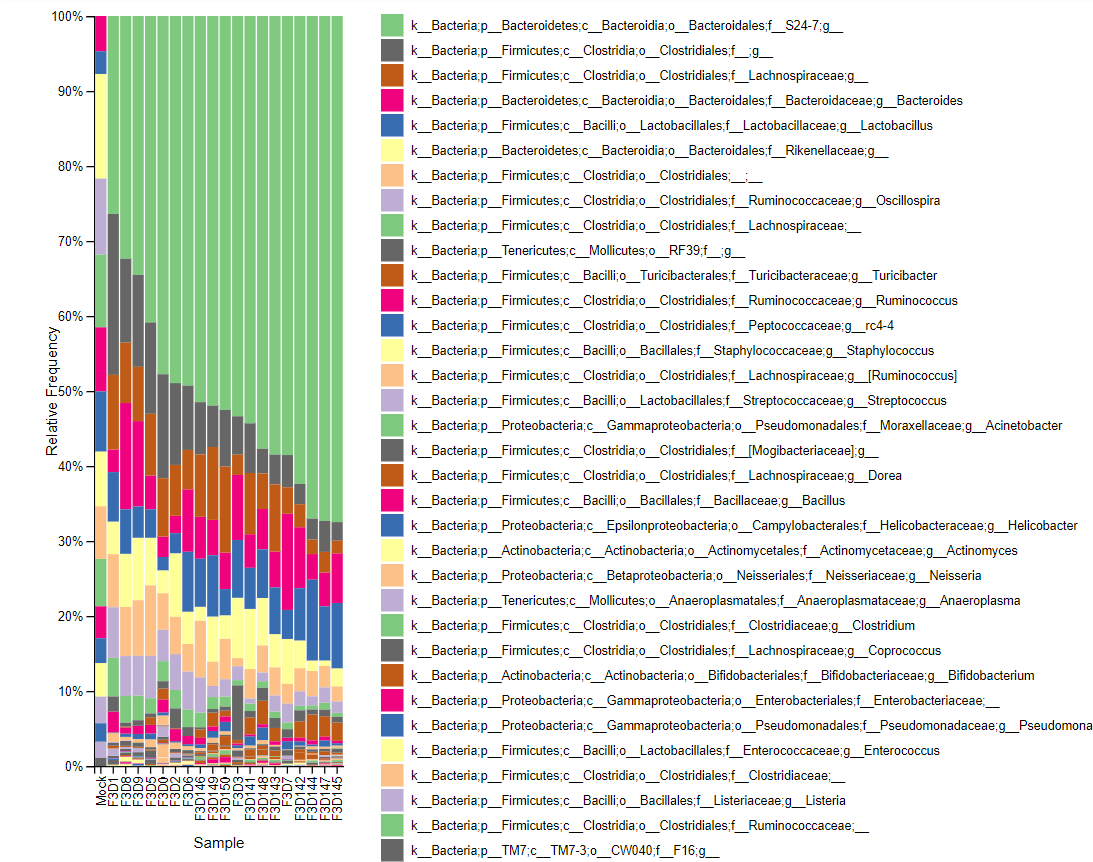 100%
90%
80%
70%
60%
50%
40%
30%
20%
10%
0%
Relative Frequency
Mock
F3D1
F3D8
F3D9
F3D5
F3D0
F3D2
F3D6
F3D146
F3D149
F3D150
F3D3
F3D141
F3D148
F3D143
F3D7
F3D142
F3D144
F3D147
F3D145
Sample
k__Bacteria;p__Bacteroidetes;c__Bacteroidia;o__Bacteroidales;f__S24-7;g__
k__Bacteria;p__Firmicutes;c__Clostridia;o__Clostridiales;f__;g__
k__Bacteria;p__Firmicutes;c__Clostridia;o__Clostridiales;f__Lachnospiraceae;g__
k__Bacteria;p__Bacteroidetes;c__Bacteroidia;o__Bacteroidales;f__Bacteroidaceae;g__Bacteroides
k__Bacteria;p__Firmicutes;c__Bacilli;o__Lactobacillales;f__Lactobacillaceae;g__Lactobacillus
k__Bacteria;p__Bacteroidetes;c__Bacteroidia;o__Bacteroidales;f__Rikenellaceae;g__
k__Bacteria;p__Firmicutes;c__Clostridia;o__Clostridiales;__;__
k__Bacteria;p__Firmicutes;c__Clostridia;o__Clostridiales;f__Ruminococcaceae;g__Oscillospira
k__Bacteria;p__Firmicutes;c__Clostridia;o__Clostridiales;f__Lachnospiraceae;__
k__Bacteria;p__Tenericutes;c__Mollicutes;o__RF39;f__;g__
k__Bacteria;p__Firmicutes;c__Bacilli;o__Turicibacterales;f__Turicibacteraceae;g__Turicibacter
k__Bacteria;p__Firmicutes;c__Clostridia;o__Clostridiales;f__Ruminococcaceae;g__Ruminococcus
k__Bacteria;p__Firmicutes;c__Clostridia;o__Clostridiales;f__Peptococcaceae;g__rc4-4
k__Bacteria;p__Firmicutes;c__Bacilli;o__Bacillales;f__Staphylococcaceae;g__Staphylococcus
k__Bacteria;p__Firmicutes;c__Clostridia;o__Clostridiales;f__Lachnospiraceae;g__[Ruminococcus]
k__Bacteria;p__Firmicutes;c__Bacilli;o__Lactobacillales;f__Streptococcaceae;g__Streptococcus
k__Bacteria;p__Proteobacteria;c__Gammaproteobacteria;o__Pseudomonadales;f__Moraxellaceae;g__Acinetobacter
k__Bacteria;p__Firmicutes;c__Clostridia;o__Clostridiales;f__[Mogibacteriaceae];g__
k__Bacteria;p__Firmicutes;c__Clostridia;o__Clostridiales;f__Lachnospiraceae;g__Dorea
k__Bacteria;p__Firmicutes;c__Bacilli;o__Bacillales;f__Bacillaceae;g__Bacillus
k__Bacteria;p__Proteobacteria;c__Epsilonproteobacteria;o__Campylobacterales;f__Helicobacteraceae;g__Helicobacter
k__Bacteria;p__Actinobacteria;c__Actinobacteria;o__Actinomycetales;f__Actinomycetaceae;g__Actinomyces
k__Bacteria;p__Proteobacteria;c__Betaproteobacteria;o__Neisseriales;f__Neisseriaceae;g__Neisseria
k__Bacteria;p__Tenericutes;c__Mollicutes;o__Anaeroplasmatales;f__Anaeroplasmataceae;g__Anaeroplasma
k__Bacteria;p__Firmicutes;c__Clostridia;o__Clostridiales;f__Clostridiaceae;g__Clostridium
k__Bacteria;p__Firmicutes;c__Clostridia;o__Clostridiales;f__Lachnospiraceae;g__Coprococcus
k__Bacteria;p__Actinobacteria;c__Actinobacteria;o__Bifidobacteriales;f__Bifidobacteriaceae;g__Bifidobacterium
k__Bacteria;p__Proteobacteria;c__Gammaproteobacteria;o__Enterobacteriales;f__Enterobacteriaceae;__
k__Bacteria;p__Proteobacteria;c__Gammaproteobacteria;o__Pseudomonadales;f__Pseudomonadaceae;g__Pseudomona
k__Bacteria;p__Firmicutes;c__Bacilli;o__Lactobacillales;f__Enterococcaceae;g__Enterococcus
k__Bacteria;p__Firmicutes;c__Clostridia;o__Clostridiales;f__Clostridiaceae;__
k__Bacteria;p__Firmicutes;c__Bacilli;o__Bacillales;f__Listeriaceae;g__Listeria
k__Bacteria;p__Firmicutes;c__Clostridia;o__Clostridiales;f__Ruminococcaceae;__
k__Bacteria;p__TM7;c__TM7-3;o__CW040;f__F16;g__